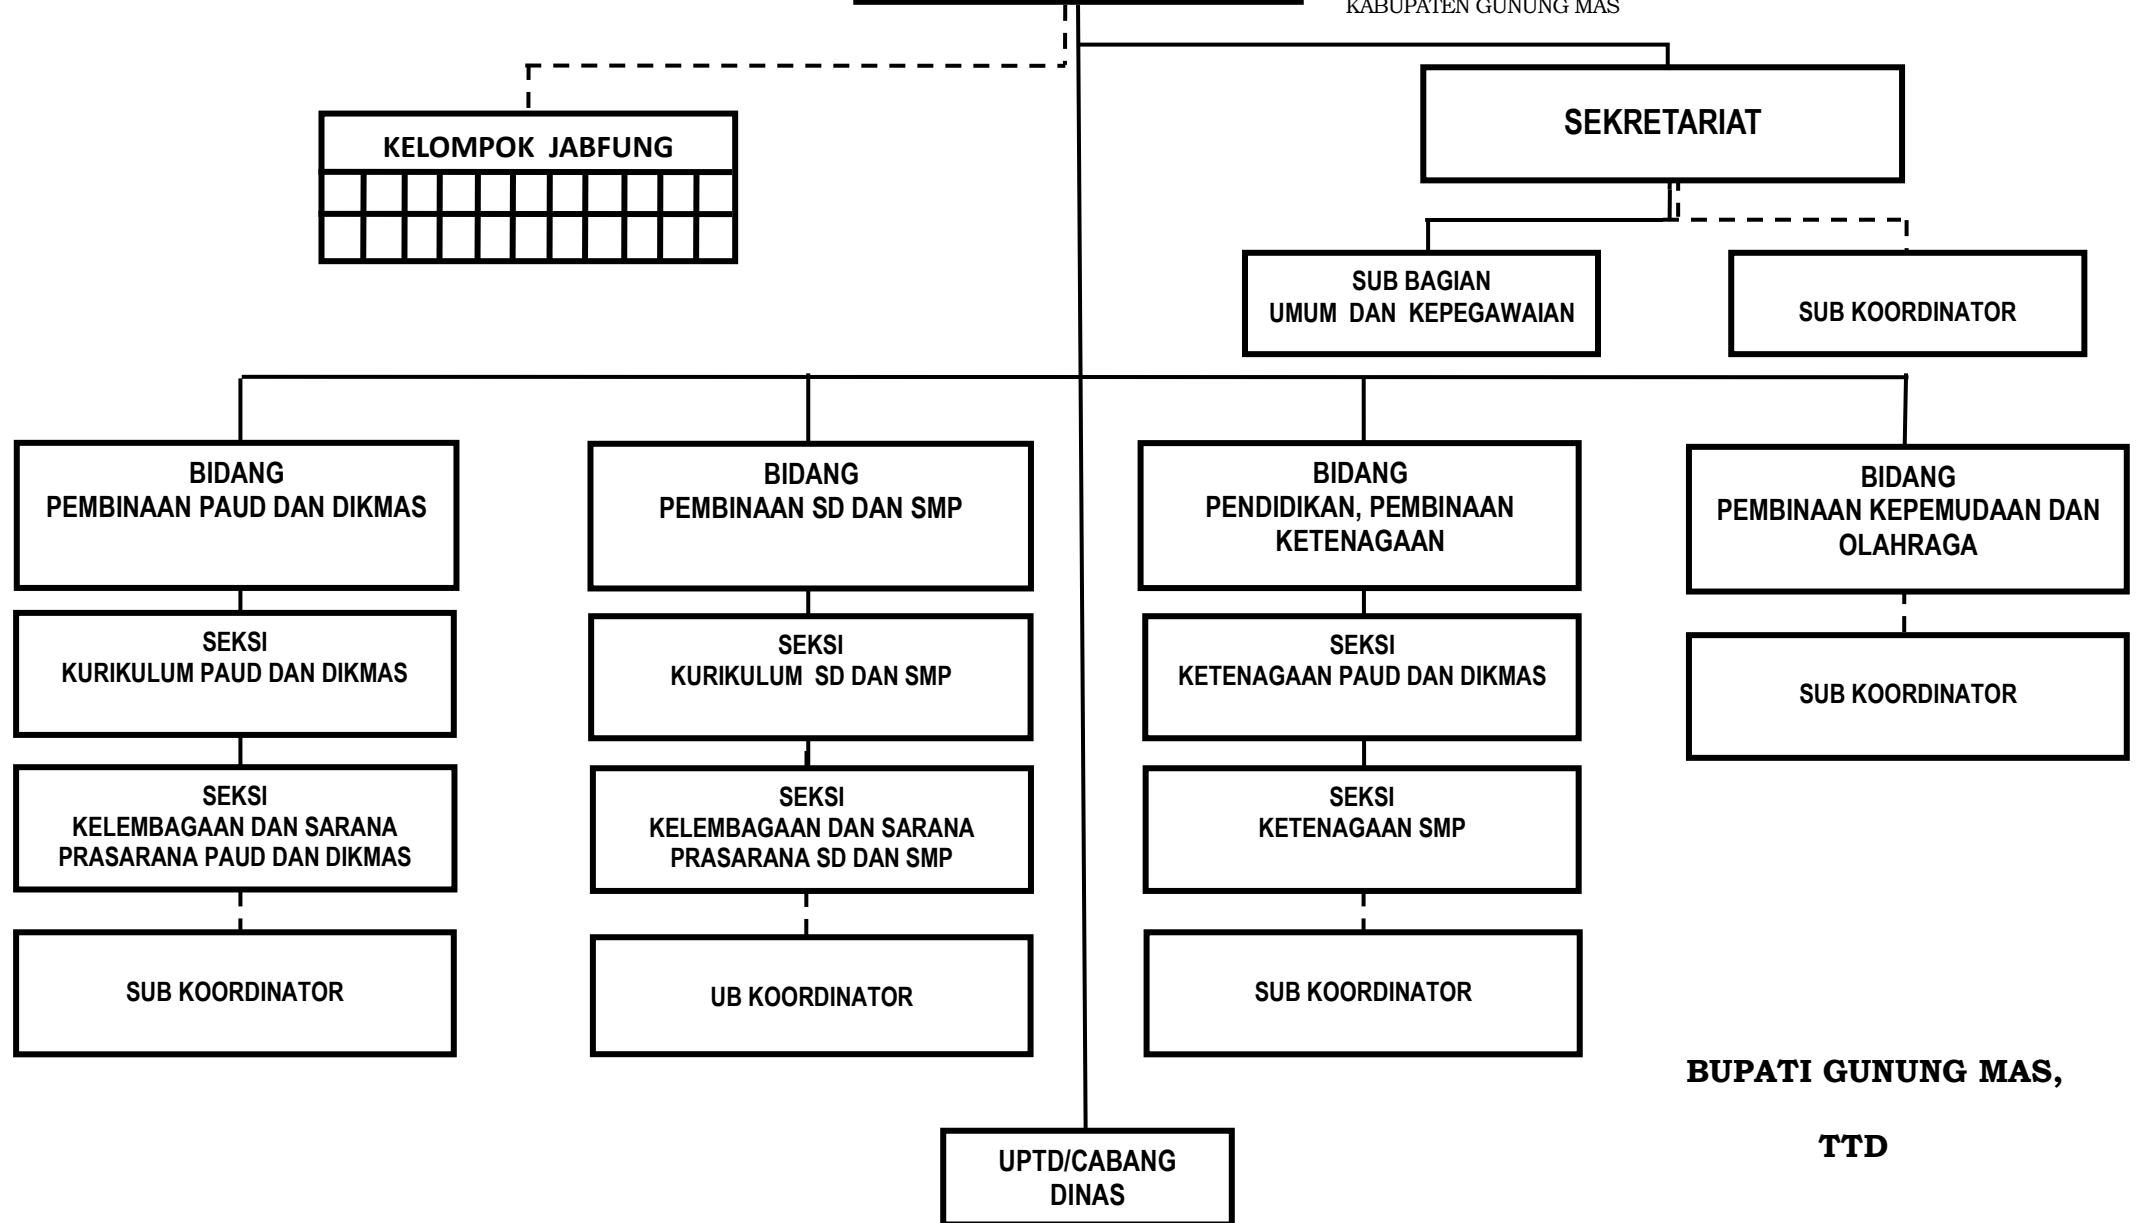 KABUPATEN GUNUNG MAS
SEKRETARIAT
KELOMPOK JABFUNG
SUB BAGIAN
UMUM DAN KEPEGAWAIAN
SUB KOORDINATOR
BIDANG
PEMBINAAN PAUD DAN DIKMAS
BIDANG
PEMBINAAN SD DAN SMP
BIDANG
PENDIDIKAN, PEMBINAAN
KETENAGAAN
BIDANG
PEMBINAAN KEPEMUDAAN DAN
OLAHRAGA
SEKSI
KURIKULUM PAUD DAN DIKMAS
SEKSI
KURIKULUM SD DAN SMP
SEKSI
KETENAGAAN PAUD DAN DIKMAS
SUB KOORDINATOR
SEKSI
KELEMBAGAAN DAN SARANA
PRASARANA PAUD DAN DIKMAS
SEKSI
KELEMBAGAAN DAN SARANA
PRASARANA SD DAN SMP
SEKSI
KETENAGAAN SMP
SUB KOORDINATOR
UB KOORDINATOR
SUB KOORDINATOR
BUPATI GUNUNG MAS,
TTD
UPTD/CABANG
DINAS